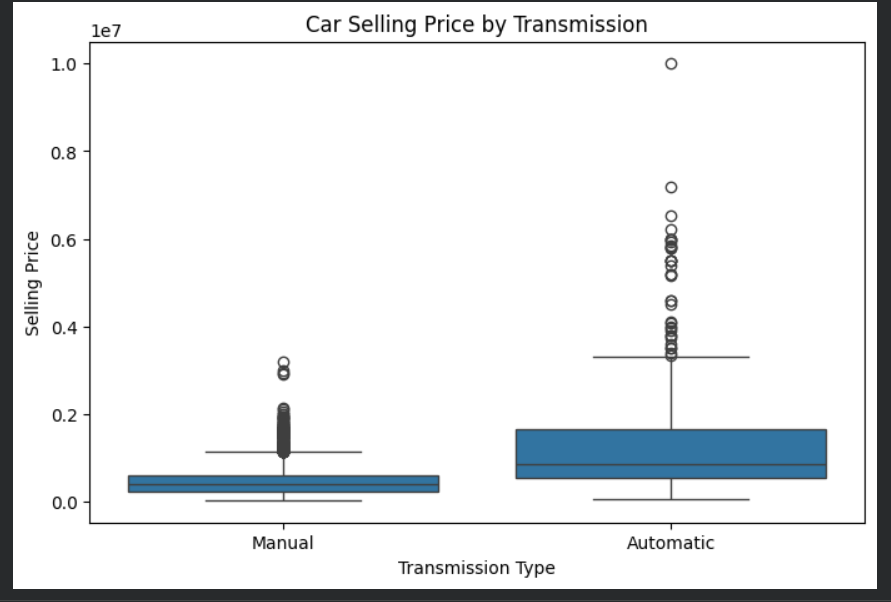 Car Selling Price by Transmission
1e7
1.0
0.8
0.6
0.4
0.2
0.0
Selling Price
Manual
Automatic
Transmission Type